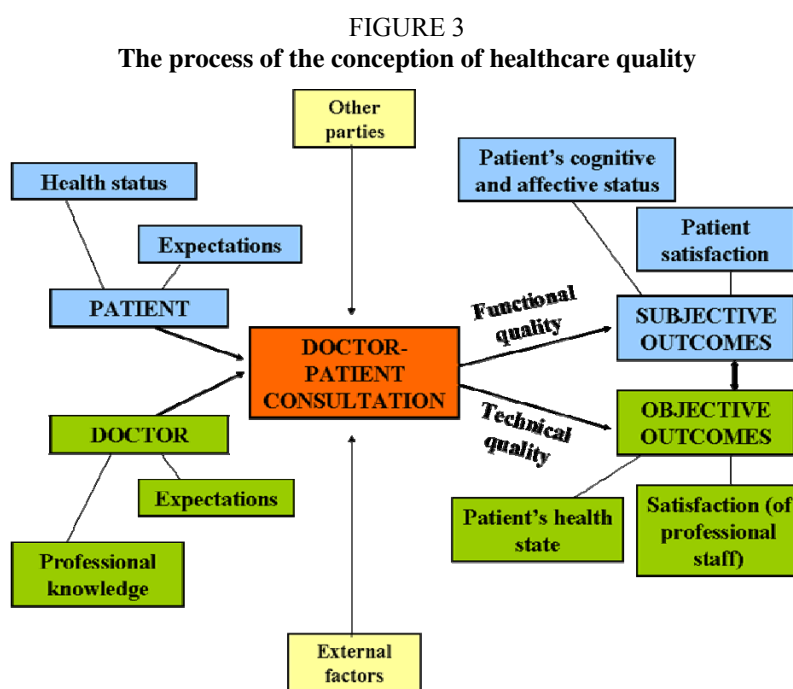 FIGURE 3
The process of the conception of healthcare quality
Other
parties
Health status
Expectations
PATIENT
Patient's cognitive
and affective status
Patient
satisfaction
Functional
quality
SUBJECTIVE
OUTCOMES
DOCTOR-
PATIENT
CONSULTATION
DOCTOR
Expectations
Professional
knowledge
Technical
quality
OBJECTIVE
OUTCOMES
Patient's health
state
Satisfaction (of
professional
staff)
External
factors